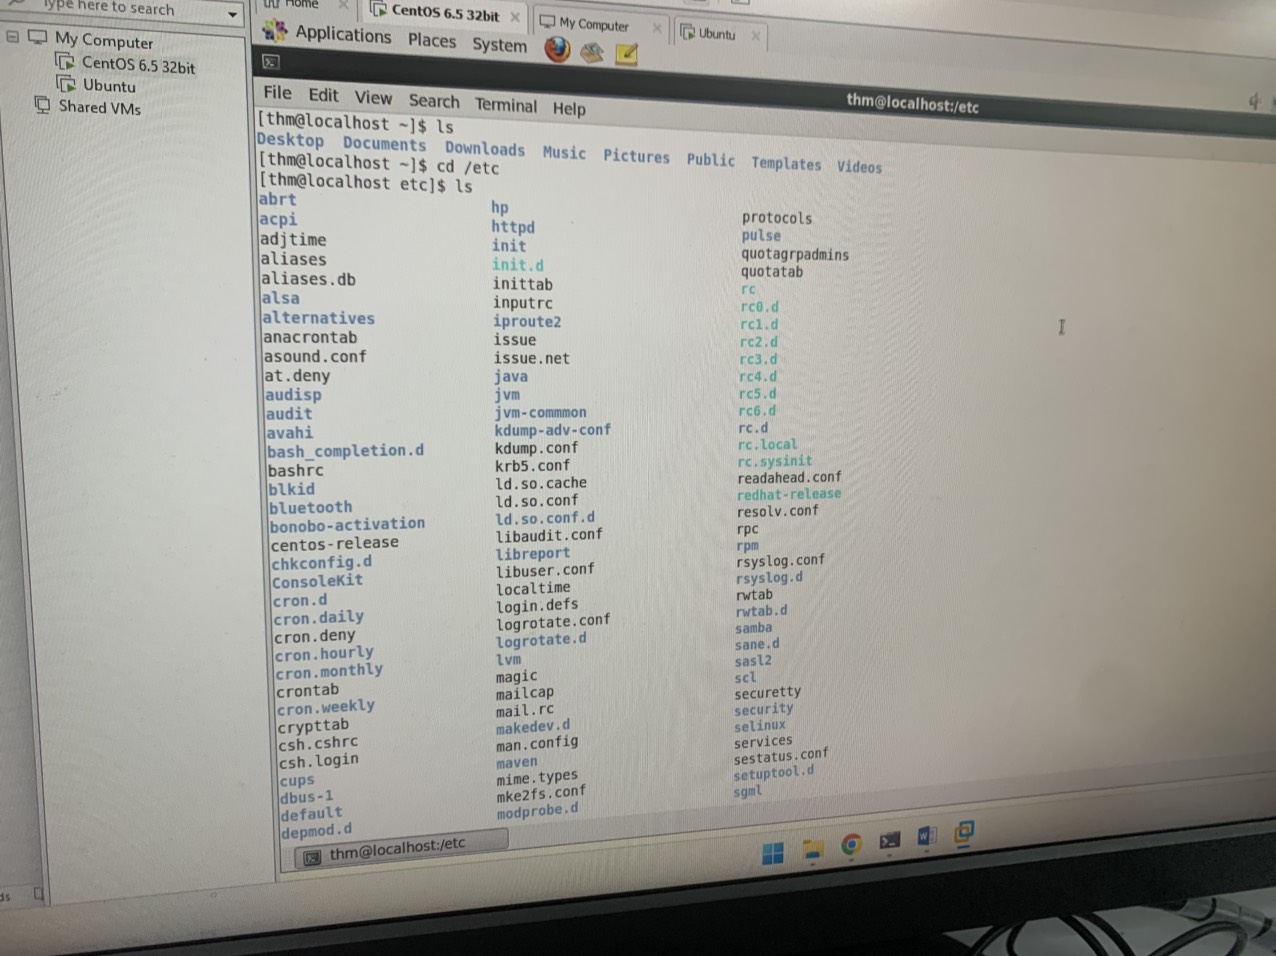 Type here to search
My Computer
CentOS 6.5 32bit
Ubuntu
Shared VMs
Home
CentOS 6.5 32bit
My Computer
Ubuntu
Applications Places System
thm@localhost:/etc
File Edit View Search Terminal Help
[thm@localhost ~]$ ls
Desktop Documents Downloads Music Pictures Public Templates Videos
[thm@localhost ~]$ cd /etc
[thm@localhost etc]$ ls
abrt hp protocols
acpi httpd pulse
adjtime init quotagrpadmins
aliases init.d quotatab
aliases.db inittab rc
alsa inputrc rc0.d
alternatives iproute2 rc1.d
anacrontab issue rc2.d
asound.conf issue.net rc3.d
at.deny java rc4.d
audisp jvm rc5.d
audit jvm-commmon rc6.d
avahi kdump-adv-conf rc.d
bash_completion.d kdump.conf rc.local
bashrc krb5.conf rc.sysinit
blkid ld.so.cache readahead.conf
bluetooth ld.so.conf redhat-release
bonobo-activation ld.so.conf.d resolv.conf
centos-release libaudit.conf rpc
chkconfig.d libreport rpm
ConsoleKit libuser.conf rsyslog.conf
cron.d localtime rsyslog.d
cron.daily login.defs rwtab
cron.deny logrotate.conf rwtab.d
cron.hourly logrotate.d samba
cron.monthly lvm sane.d
crontab magic sasl2
cron.weekly mailcap scl
crypttab mail.rc securetty
csh.cshrc makedev.d security
csh.login man.config selinux
cups maven services
dbus-1 mime.types sestatus.conf
default mke2fs.conf setuptool.d
depmod.d modprobe.d sgml
thm@localhost:/etc